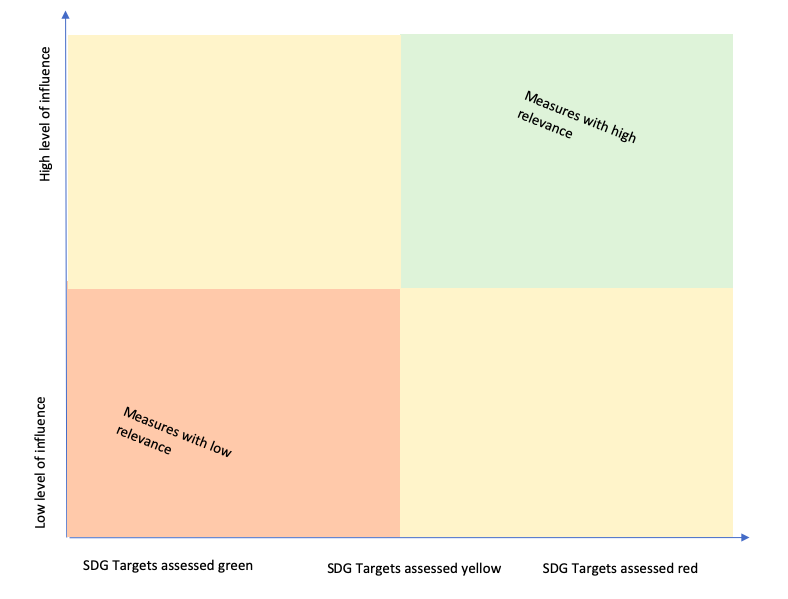 High level of influence
Measures with high
relevance
Low level of influence
Measures with low
relevance
SDG Targets assessed green
SDG Targets assessed yellow
SDG Targets assessed red